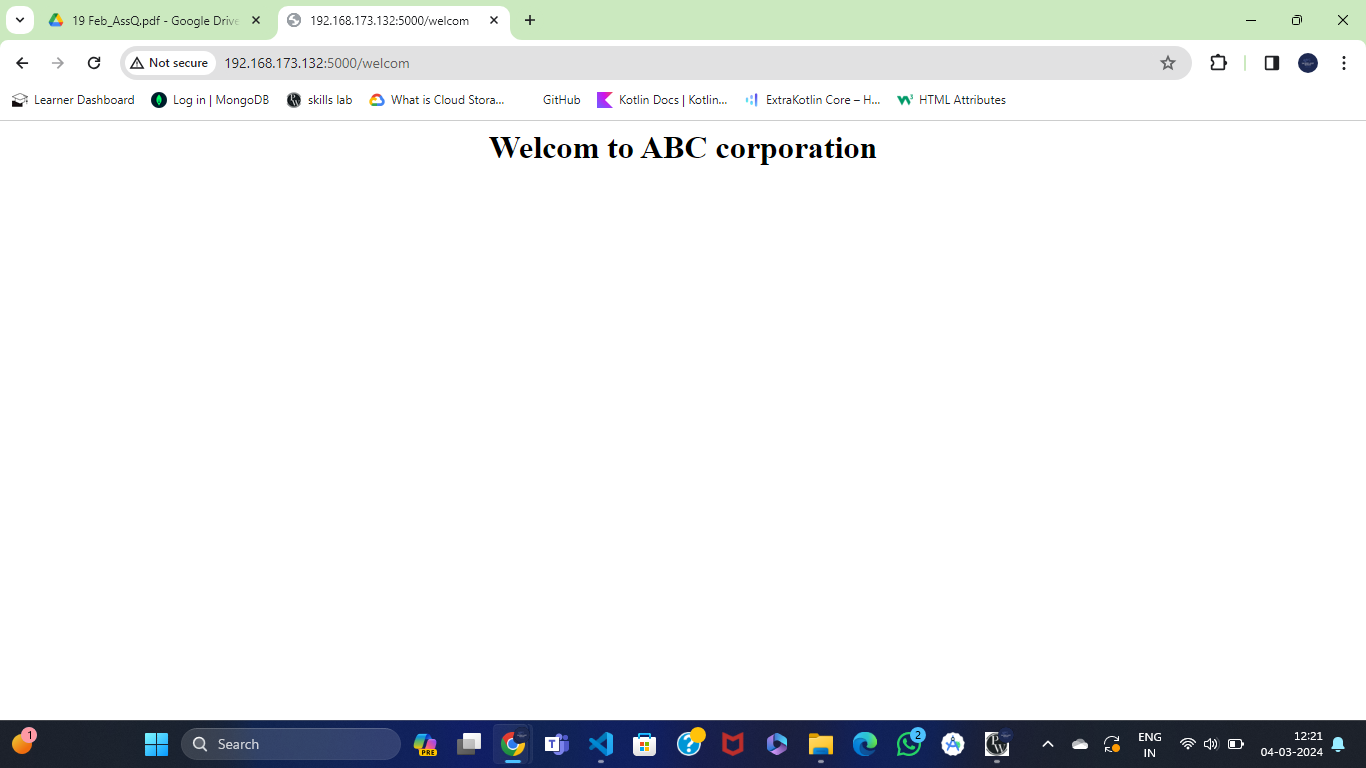 19 Feb_AssQ.pdf - Google Drive
192.168.173.132:5000/welcom
Not secure
192.168.173.132:5000/welcom
Learner Dashboard
Log in | MongoDB
skills lab
What is Cloud Stora...
GitHub
Kotlin Docs | Kotlin...
ExtraKotlin Core – H...
HTML Attributes
Welcom to ABC corporation
1
Search
PRE
2
ENG
IN
12:21
04-03-2024